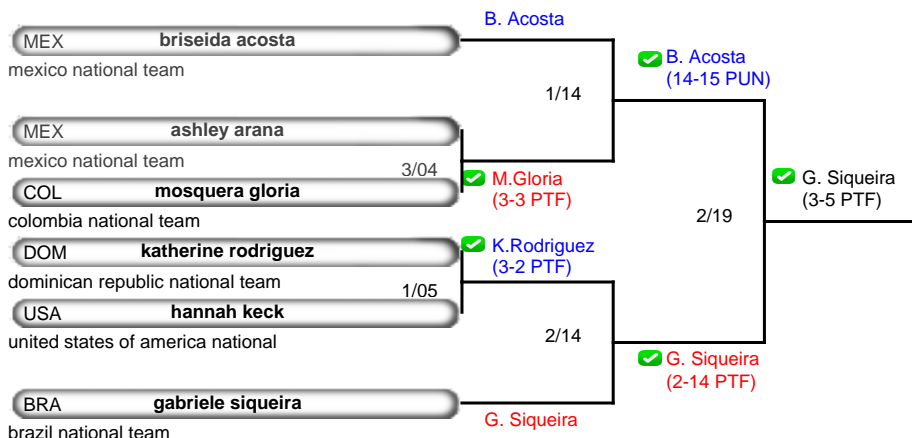 B. Acosta
MEX briseida acosta
mexico national team
B. Acosta
(14-15 PUN)
1/14
MEX ashley arana
mexico national team
3/04
COL mosquera gloria
M.Gloria
(3-3 PTF)
colombia national team
G. Siqueira
(3-5 PTF)
2/19
DOM katherine rodriguez
K.Rodriguez
(3-2 PTF)
dominican republic national team
1/05
USA hannah keck
united states of america national
2/14
G. Siqueira
(2-14 PTF)
BRA gabriele siqueira
G. Siqueira
brazil national team